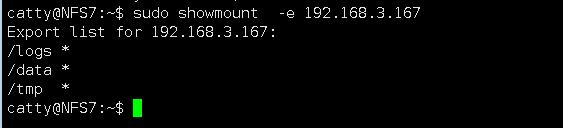 catty@NFS7:~$ sudo showmount  -e 192.168.3.167
Export list for 192.168.3.167:
/logs *
/data *
/tmp  *
catty@NFS7:~$